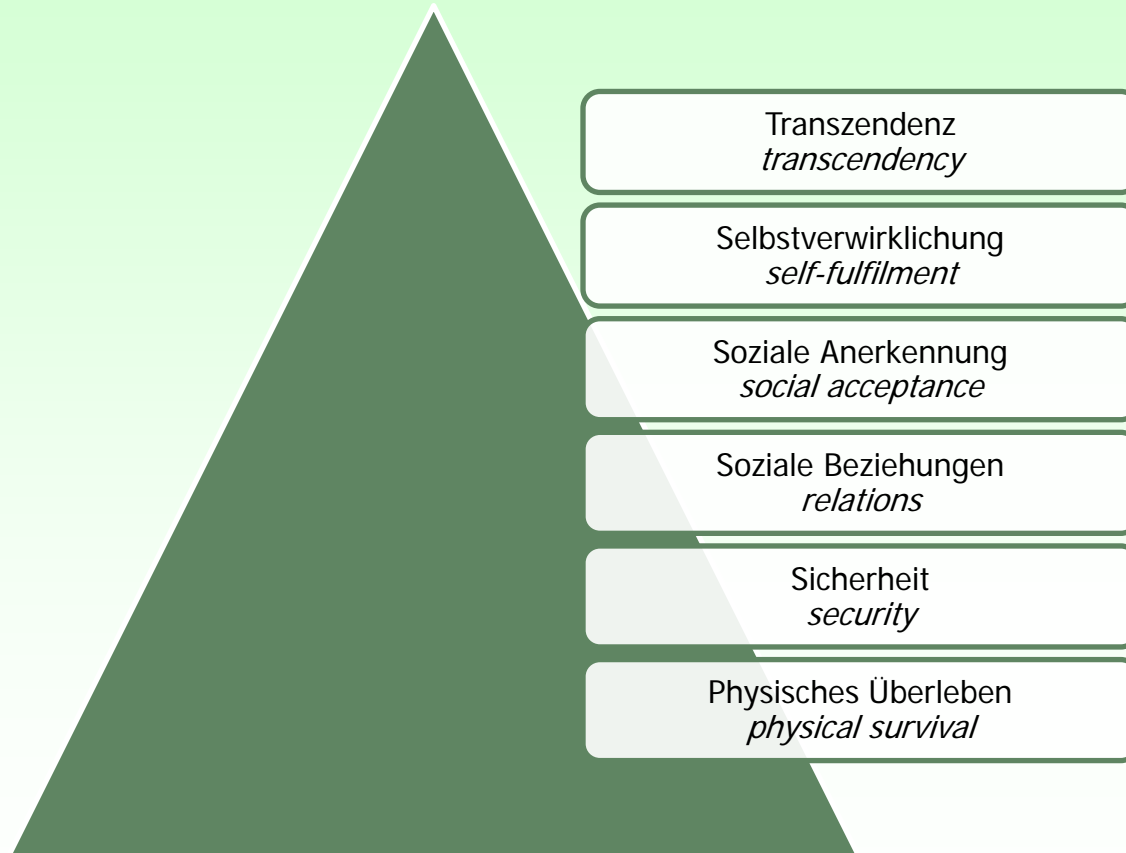 Transzendenz
transcendency
Selbstverwirklichung
self-fulfilment
Soziale Anerkennung
social acceptance
Soziale Beziehungen
relations
Sicherheit
security
Physisches Überleben
physical survival